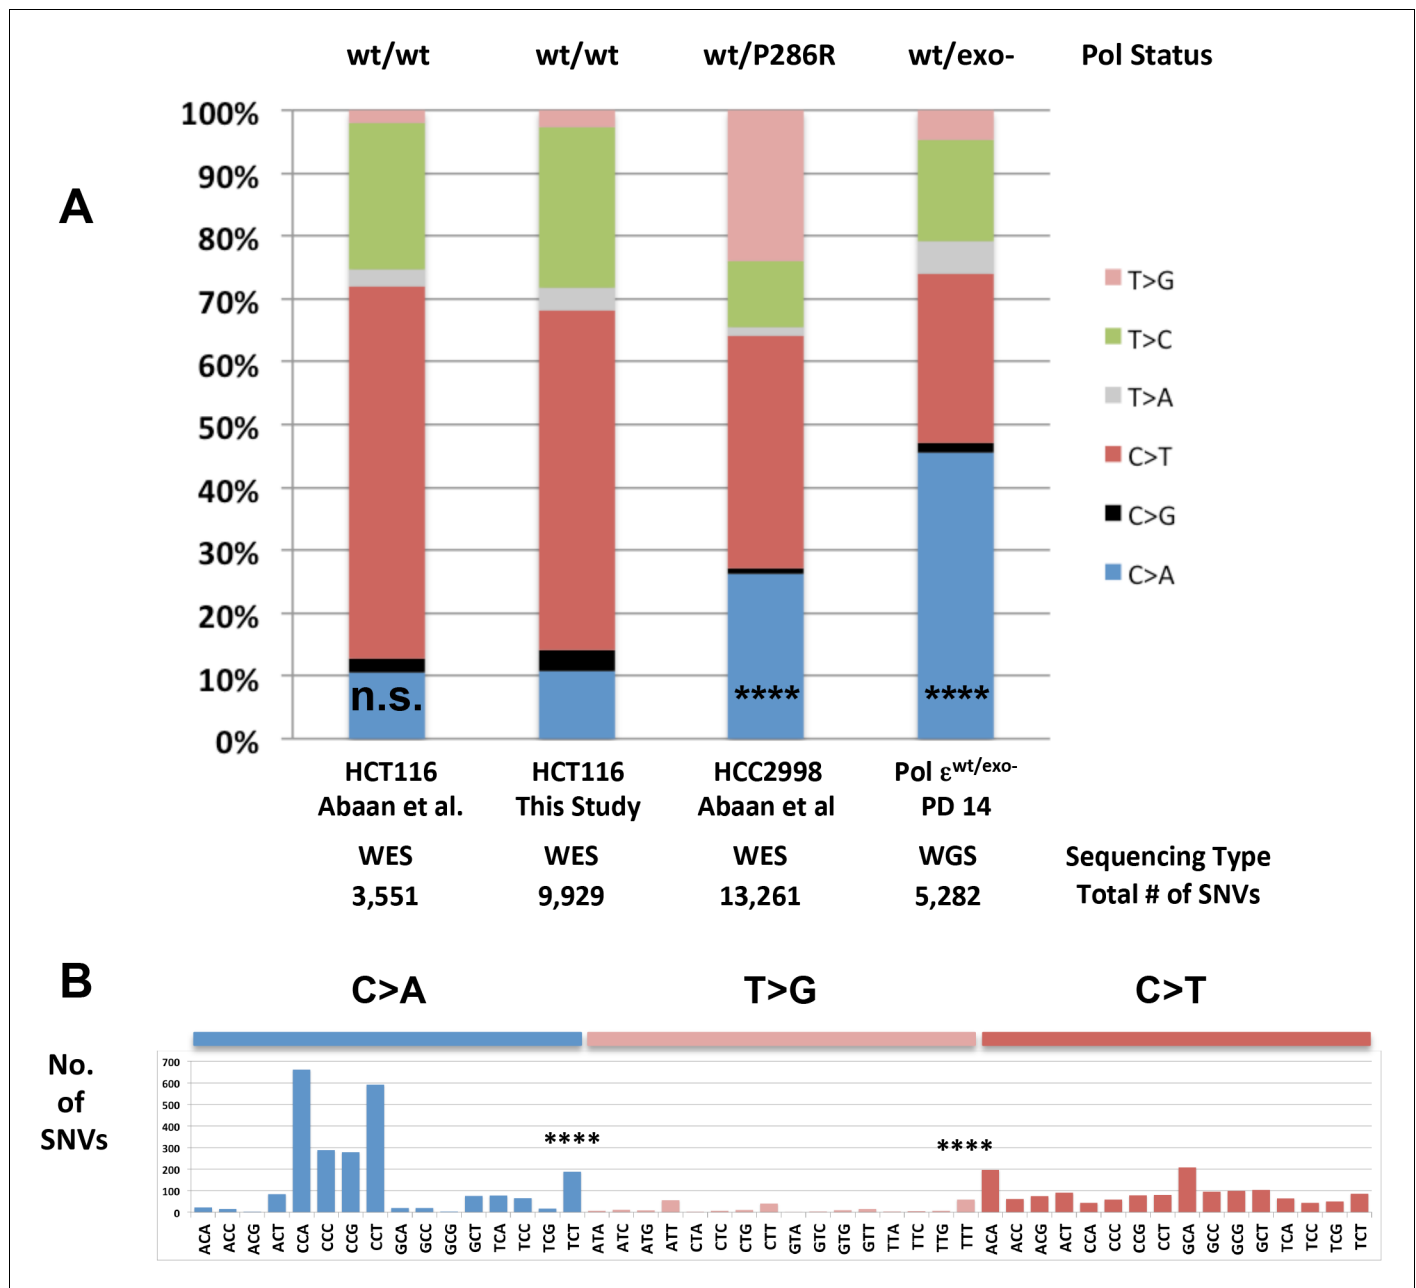 wt/wt wt/wt wt/P286R wt/exo- Pol Status
A
100%
90%
80%
70%
60%
50%
40%
30%
20%
10%
0%
n.s. **** ****
T>G
T>C
T>A
C>T
C>G
C>A
HCT116 HCT116 HCC2998 Pol εwt/exo-
Abaan et al. This Study Abaan et al PD 14
WES WES WES WGS Sequencing Type
3,551 9,929 13,261 5,282 Total # of SNVs
B
C>A T>G C>T
No.
of
SNVs
700
600
500
400
300
200
100
0
**** ****
ACA ACC ACG ACT CCA CCC CCG CCT GCA GCC GCG GCT TCA TCC TCG TCT ATA ATC ATG ATT CTA CTC CTG CTT GTA GTC GTG GTT TTA TTC TTG TTT ACA ACC ACG ACT CCA CCC CCG CCT GCA GCC GCG GCT TCA TCC TCG TCT